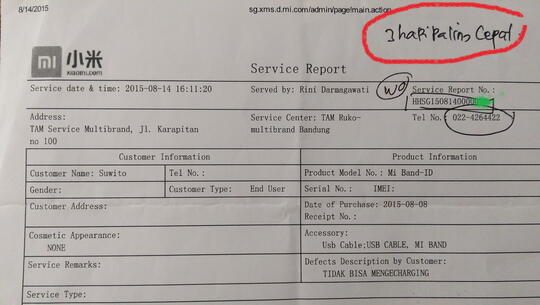 8/14/2015 sg.xms.d.mi.com/admin/page!main.action
3 hari Paling Cepat
mi 小米
xiaomi.com
Service Report
Service date & time: 2015-08-14 16:11:20 Served by: Rini Darmagawati WO Service Report No.:
HHSG15081400
Address: Service Center: TAM Ruko- Tel No.: 022-4264422
TAM Service Multibrand, Jl. Karapitan multibrand Bandung
no 100
Customer Information Product Information
Customer Name: Suwito Tel No.: Product Model No.: Mi Band-ID
Gender: Customer Type: End User Serial No.: IMEI:
Customer Address: Date of Purchase: 2015-08-08
Receipt No.:
Cosmetic Appearance: Accessory:
NONE Usb Cable;USB CABLE, MI BAND
Service Remarks: Defects Description by Customer:
TIDAK BISA MENGECHARGING
Service Type: